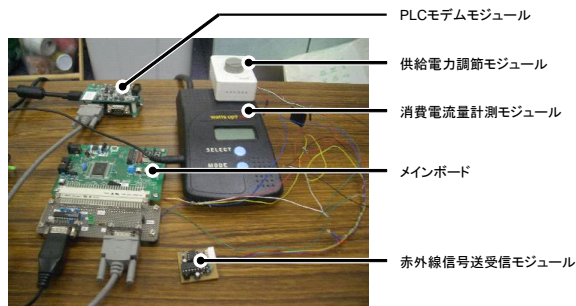 PLCモデムモジュール
供給電力調節モジュール
消費電流量計測モジュール
メインボード
赤外線信号送受信モジュール
SELECT
MODE